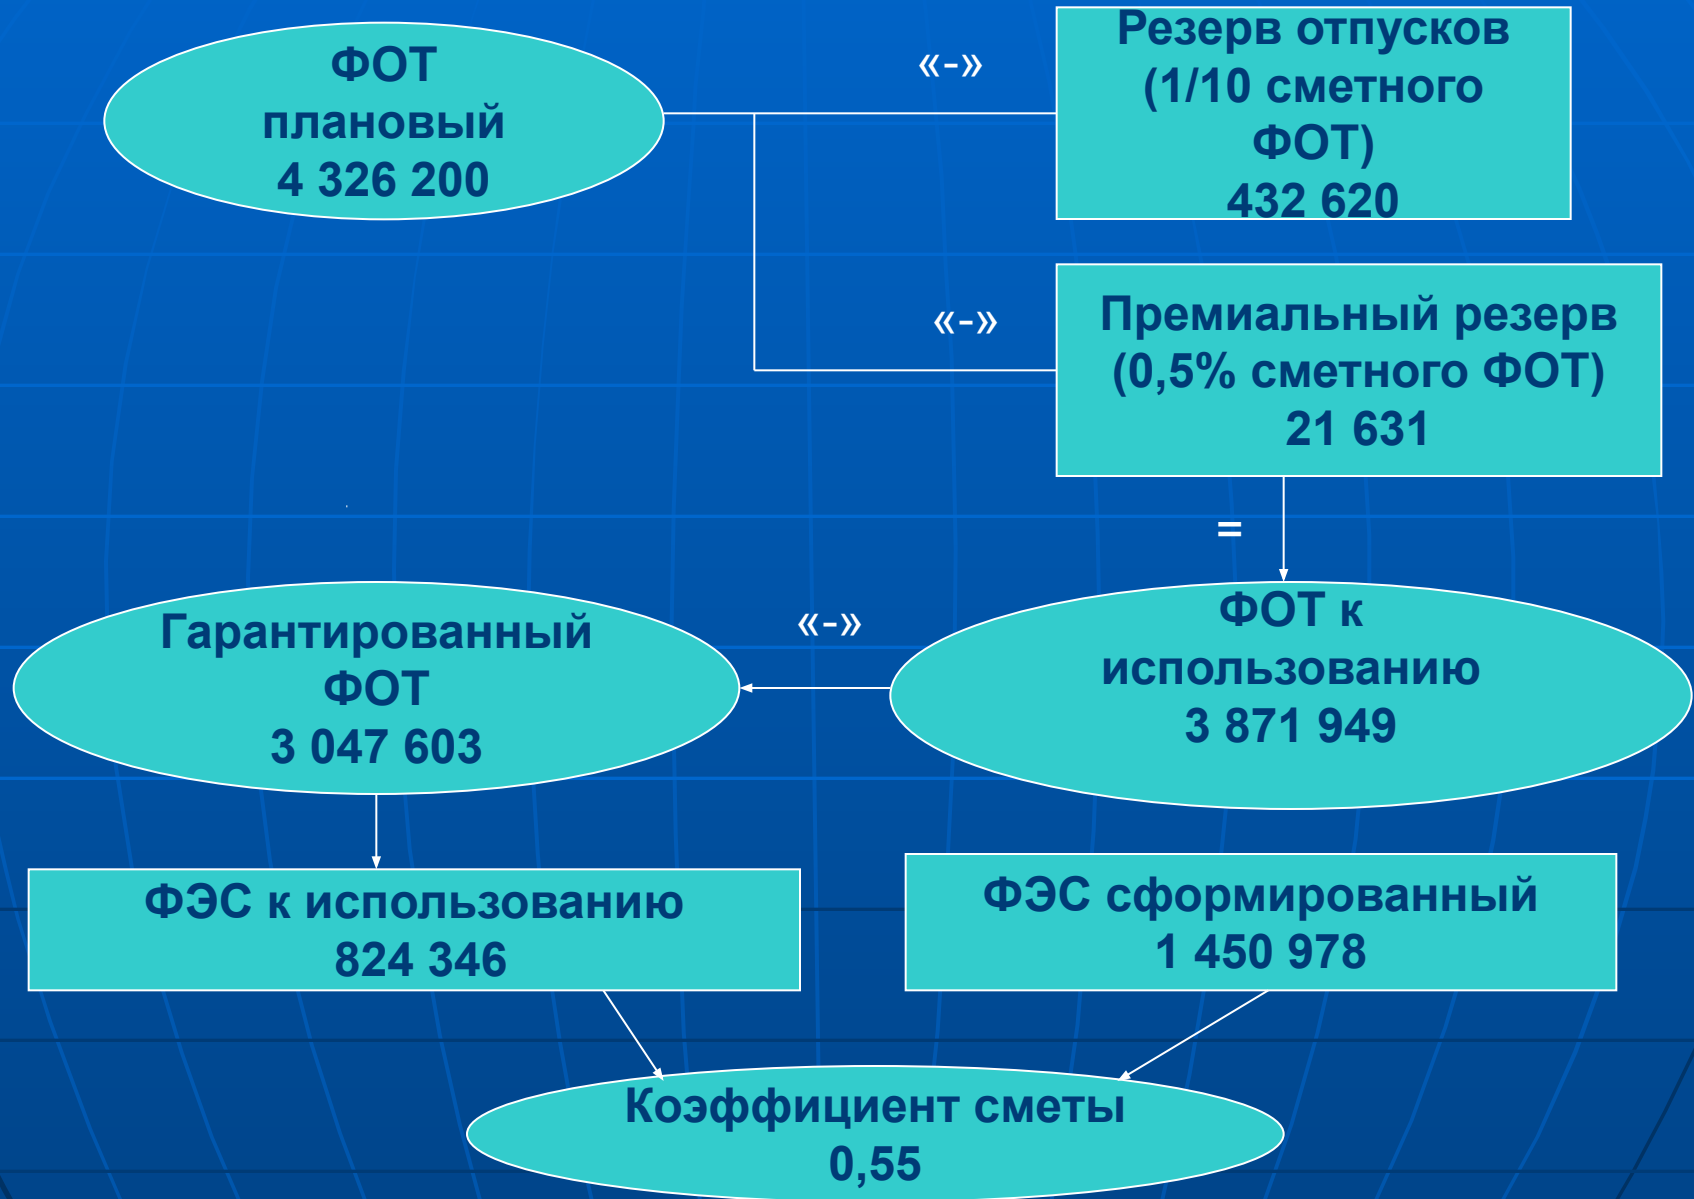 ФОТ
плановый
4 326 200
«-»
Резерв отпусков
(1/10 сметного
ФОТ)
432 620
«-»
Премиальный резерв
(0,5% сметного ФОТ)
21 631
=
Гарантированный
ФОТ
3 047 603
«-»
ФОТ к
использованию
3 871 949
ФЭС к использованию
824 346
ФЭС сформированный
1 450 978
Коэффициент сметы
0,55